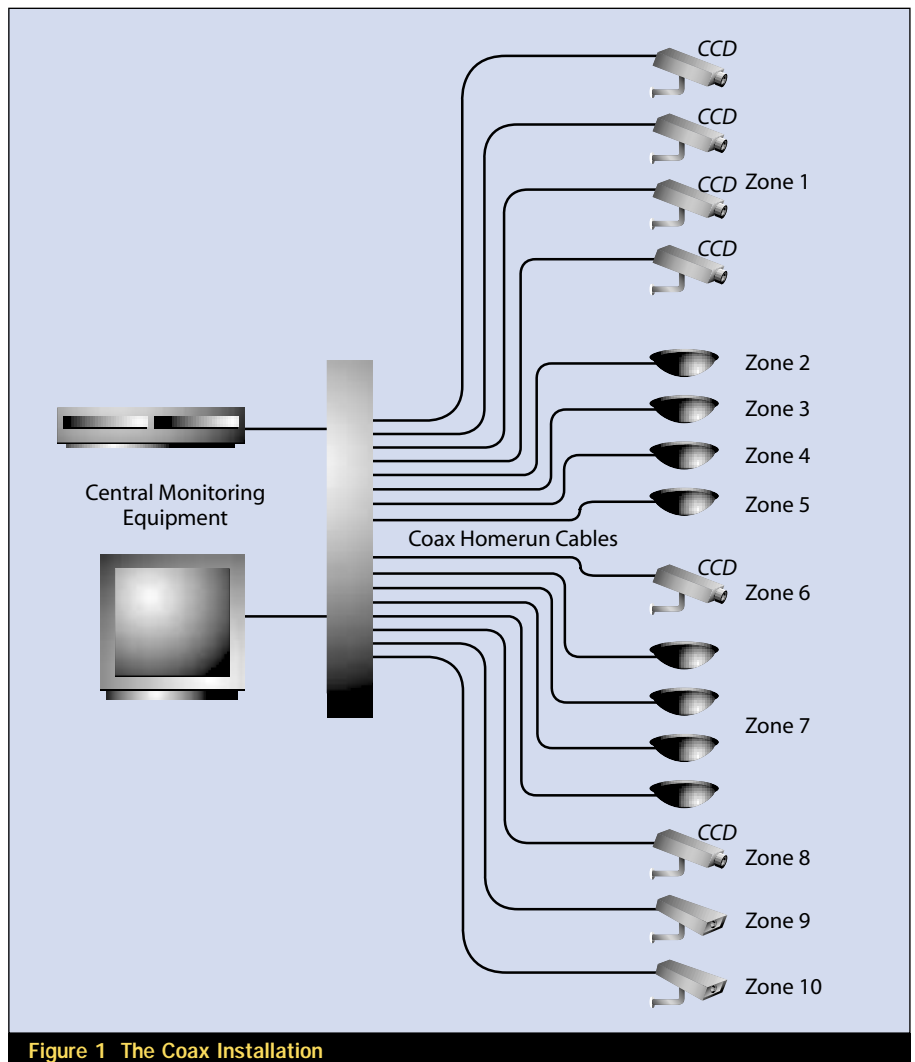 CCD
CCD
CCD Zone 1
CCD
Zone 2
Zone 3
Zone 4
Central Monitoring
Equipment
Zone 5
Coax Homerun Cables
CCD
Zone 6
Zone 7
CCD
Zone 8
Zone 9
Zone 10
Figure 1 The Coax Installation